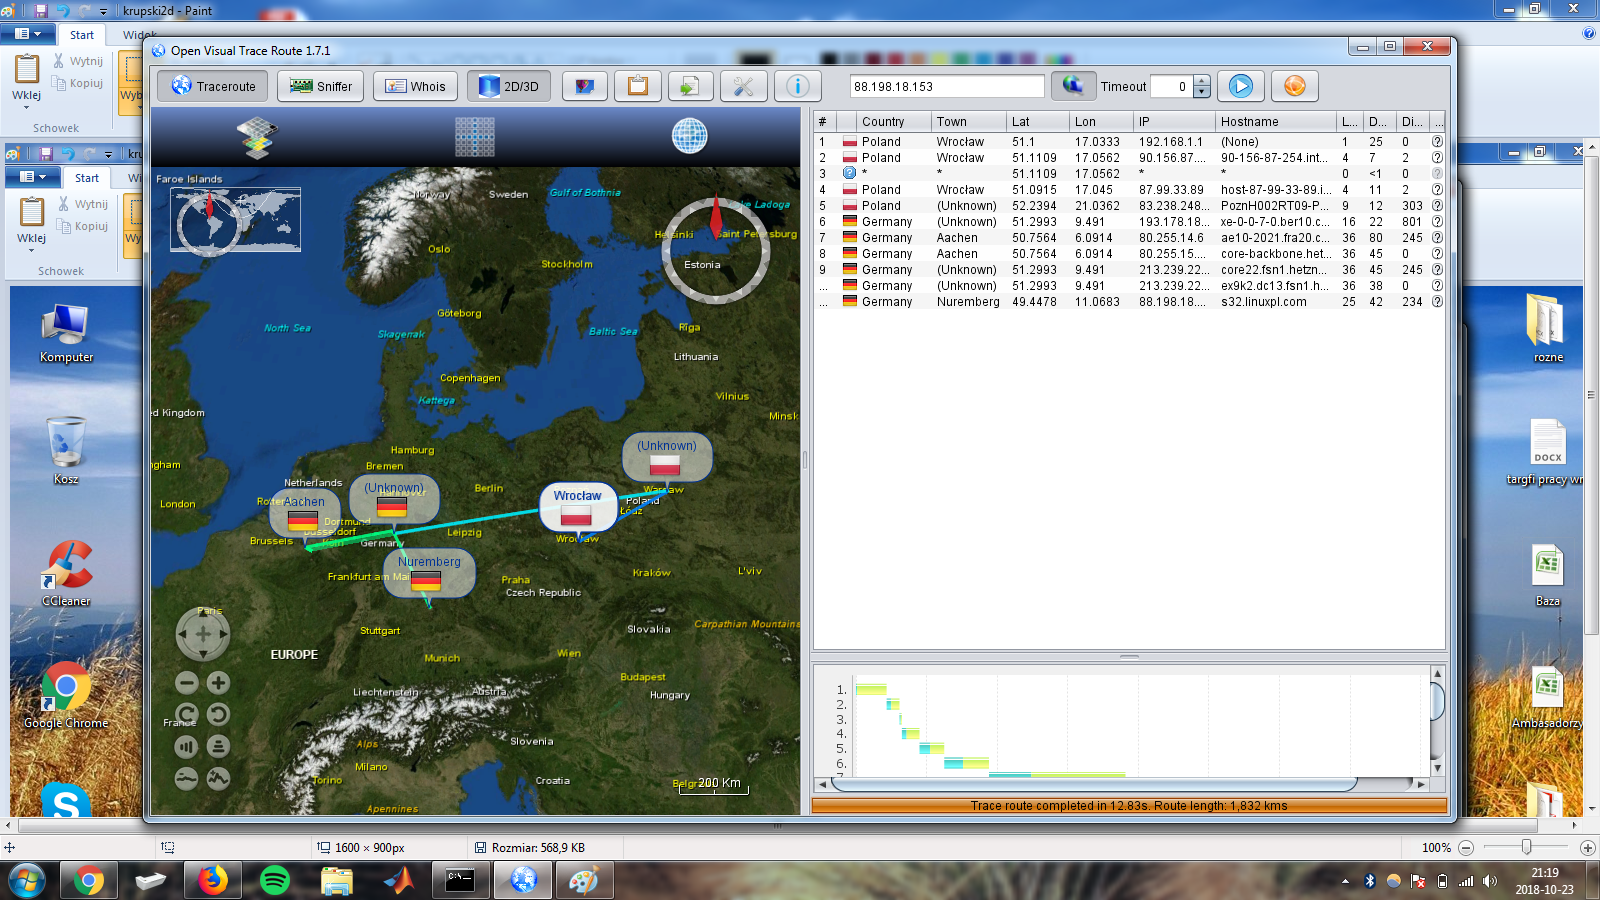 krupski2d - Paint
Start
Widok
Wklej
Wytnij
Kopiuj
Schowek
Open Visual Trace Route 1.7.1
Traceroute
Sniffer
Whois
2D/3D
88.198.18.153
Timeout
0
# Country Town Lat Lon IP Hostname L... D... Di... ...
1 Poland Wrocław 51.1 17.0333 192.168.1.1 (None) 1 25 0
2 Poland Wrocław 51.1109 17.0562 90.156.87.... 90-156-87-254.int... 4 7 2
3 * * 51.1109 17.0562 * * 0 <1 0
4 Poland Wrocław 51.0915 17.045 87.99.33.89 host-87-99-33-89.i... 4 11 2
5 Poland (Unknown) 52.2394 21.0362 83.238.248... PoznH002RT09-P... 9 12 303
6 Germany (Unknown) 51.2993 9.491 193.178.18... xe-0-0-7-0.ber10.c... 16 22 801
7 Germany Aachen 50.7564 6.0914 80.255.14.6 ae10-2021.fra20.c... 36 80 245
8 Germany Aachen 50.7564 6.0914 80.255.15.... core-backbone.het... 36 45 0
9 Germany (Unknown) 51.2993 9.491 213.239.22... core22.fsn1.hetzn... 36 45 245
... Germany (Unknown) 51.2993 9.491 213.239.22... ex9k2.dc13.fsn1.h... 36 38 0
... Germany Nuremberg 49.4478 11.0683 88.198.18.... s32.linuxpl.com 25 42 234
Start
Wklej
Wytnij
Kopiuj
Schowek
Komputer
Kosz
CCleaner
Google Chrome
Faroe Islands
Norway
Sweden
Gulf of Bothnia
Lake Ladoga
Helsinki
Saint Petersburg
Oslo
Stockholm
Estonia
Göteborg
North Sea
Skagerrak
Baltic Sea
Rīga
Lithuania
Copenhagen
Kattega
Vilnius
Minsk
ed Kingdom
Hamburg
Bremen
(Unknown)
Warsaw
ngham
Netherlands
(Unknown)
Berlin
Wrocław
Poland
Łódź
London
Aachen
Dortmund
Düsseldorf
Köln
Leipzig
Wrocław
Brussels
Germany
Nuremberg
Frankfurt am Mai
Praha
Kraków
L'viv
Czech Republic
Paris
Stuttgart
Slovakia
Carpathian Mountains
EUROPE
Munich
Wien
Budapest
Liechtenstein
Austria
Hungary
France
Alps
Slovenia
Milano
Torino
Croatia
Belgr
200 Km
Apennines
1.
2.
3.
4.
5.
6.
7.
Trace route completed in 12.83s. Route length: 1,832 kms
rozne
DOCX
targfi pracy wr
Baza
Ambasadorzy
1600 × 900px
Rozmiar: 568,9 KB
100%
C:\_
21:19
2018-10-23